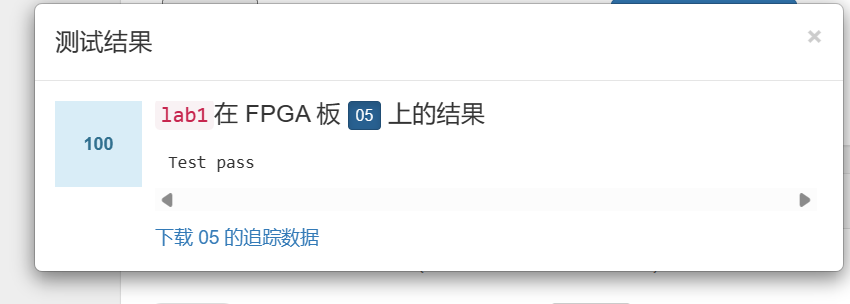 测试结果
×
lab1在 FPGA 板 05 上的结果
100
Test pass
下载 05 的追踪数据